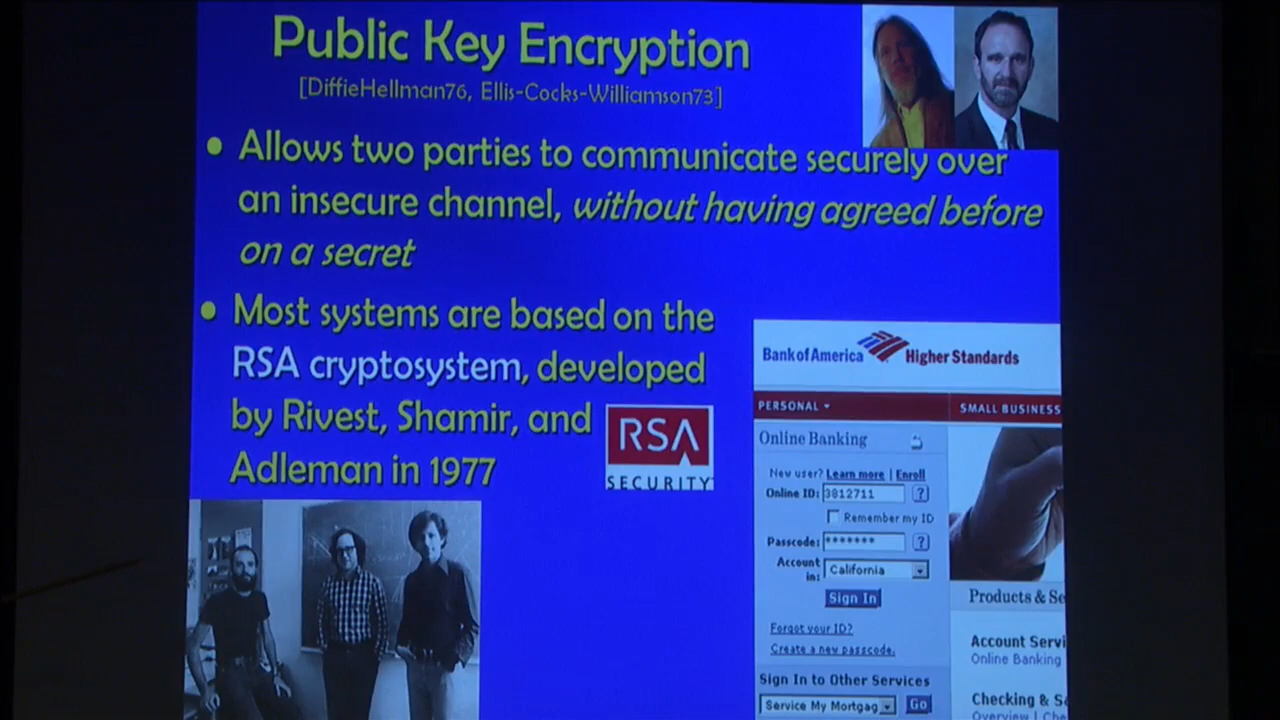 Public Key Encryption
[DiffieHellman76, Ellis-Cocks-Williamson73]
• Allows two parties to communicate securely over
an insecure channel, without having agreed before
on a secret
• Most systems are based on the
RSA cryptosystem, developed
by Rivest, Shamir, and
Adleman in 1977
RSA
SECURITY
Bank of America Higher Standards
PERSONAL SMALL BUSINESS
Online Banking
New user? Learn more | Enroll
Online ID: 3812711 ?
Remember my ID
Passcode: ******* ?
Account in: California
Sign In
Forgot your ID?
Create a new passcode.
Sign In to Other Services
Service My Mortgag Go
Products & Se
Account Servi
Online Banking
Checking & S
Overview | Che